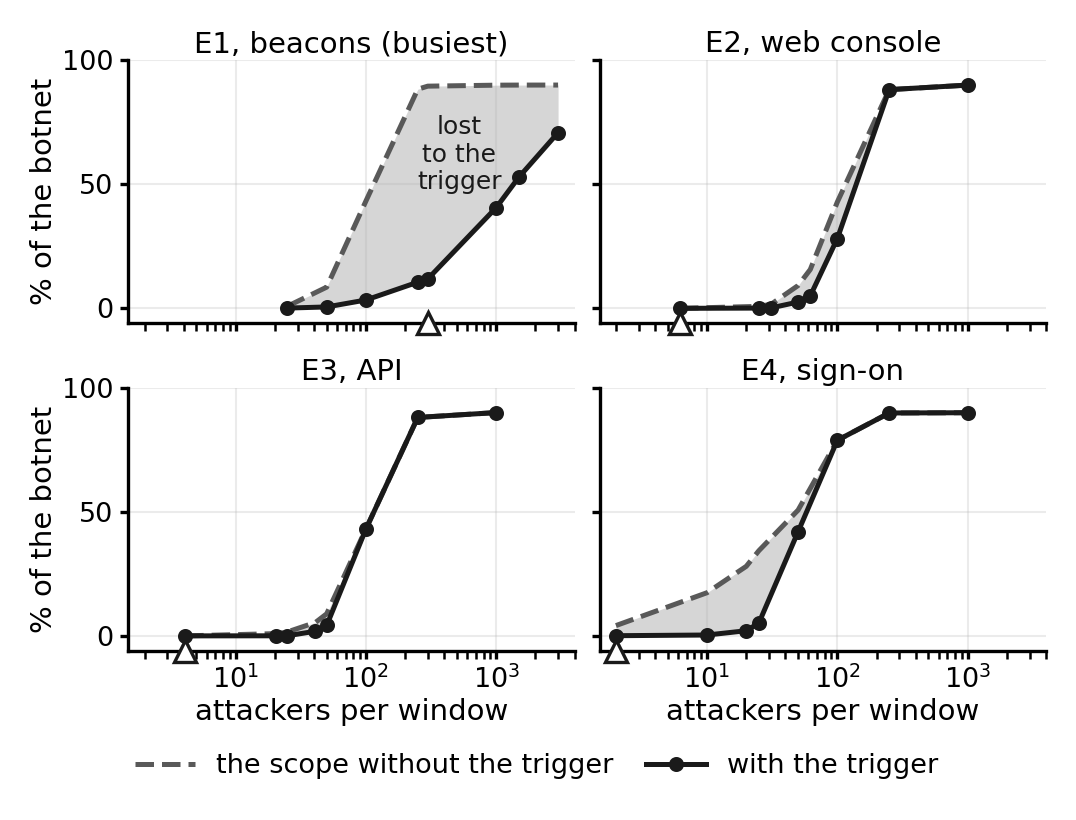 E1, beacons (busiest)
E2, web console
% of the botnet
100
50
0
lost
to the
trigger
E3, API
E4, sign-on
% of the botnet
100
50
0
10¹ 10² 10³
10¹ 10² 10³
attackers per window
attackers per window
the scope without the trigger
with the trigger